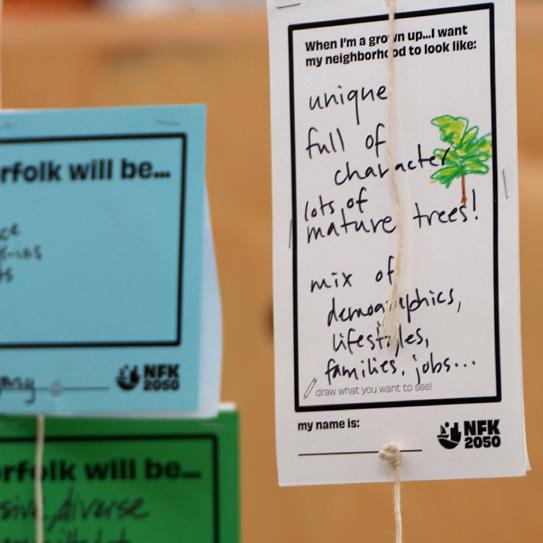 When I'm a grown up...I want
my neighborhood to look like:
unique
full of
character
lots of
mature trees!
mix of
demographics,
lifestyles,
families, jobs...
draw what you want to see!
my name is:
NFK
2050
rfolk will be...
NFK
2050
orfolk will be...
sive, diverse